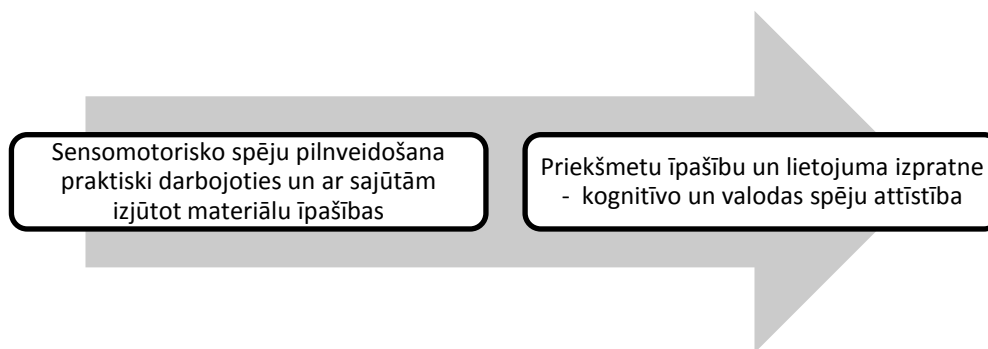 Sensomotorisko spēju pilnveidošana
praktiski darbojoties un ar sajūtām
izjūtot materiālu īpašības
Priekšmetu īpašību un lietojuma izpratne
- kognitīvo un valodas spēju attīstība